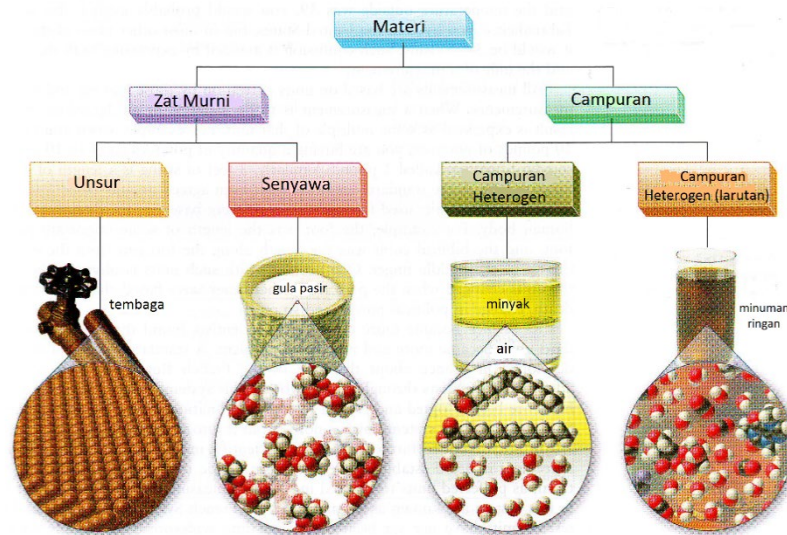 Materi
Zat Murni
Campuran
Unsur
Senyawa
Campuran
Heterogen
Campuran
Heterogen (larutan)
tembaga
gula pasir
minyak
air
minuman
ringan